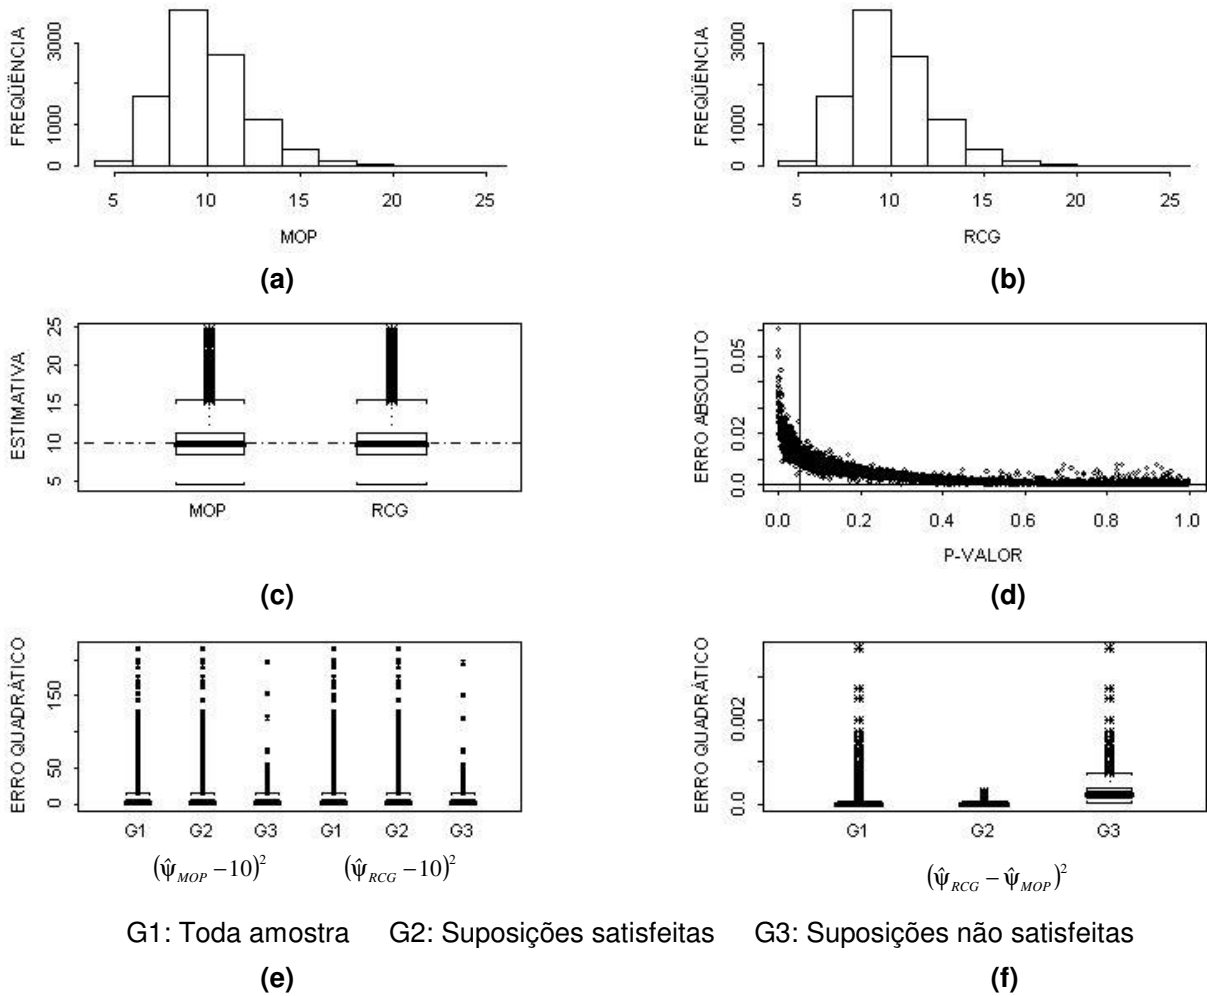 FREQÜÊNCIA
0 1000 3000
5 10 15 20 25
MOP
(a)
FREQÜÊNCIA
0 1000 3000
5 10 15 20 25
RCG
(b)
ESTIMATIVA
5 10 15 20 25
MOP RCG
(c)
ERRO ABSOLUTO
0.0 0.02 0.05
0.0 0.2 0.4 0.6 0.8 1.0
P-VALOR
(d)
ERRO QUADRÁTICO
0 50 150
G1 G2 G3 G1 G2 G3
(ψ̂MOP − 10)² (ψ̂RCG − 10)²
ERRO QUADRÁTICO
0.0 0.002
G1 G2 G3
(ψ̂RCG − ψ̂MOP)²
G1: Toda amostra G2: Suposições satisfeitas G3: Suposições não satisfeitas
(e) (f)